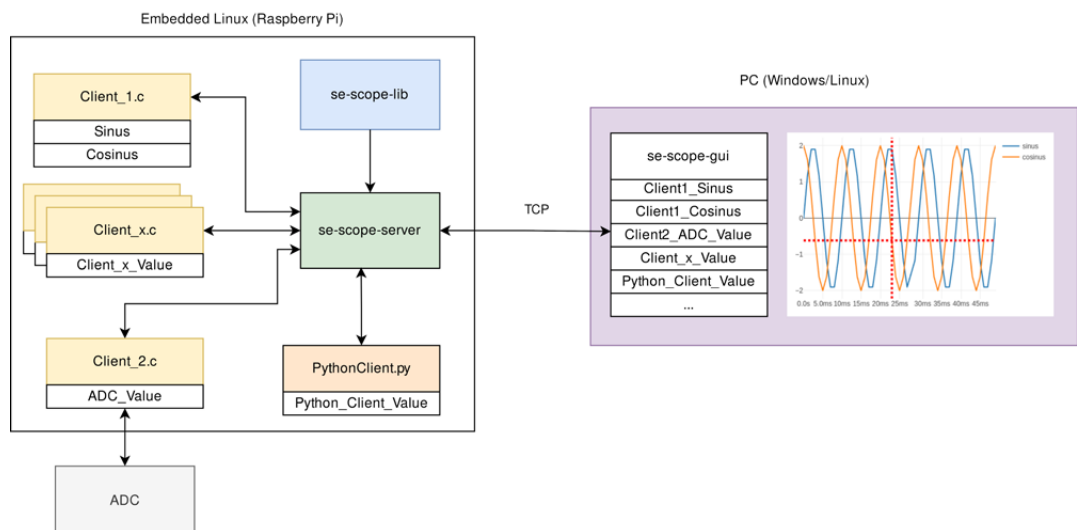 Embedded Linux (Raspberry Pi)
Client_1.c
Sinus
Cosinus
se-scope-lib
Client_x.c
Client_x_Value
se-scope-server
Client_2.c
ADC_Value
PythonClient.py
Python_Client_Value
ADC
TCP
PC (Windows/Linux)
se-scope-gui
Client1_Sinus
Client1_Cosinus
Client2_ADC_Value
Client_x_Value
Python_Client_Value
...
sinus
cosinus
2
1
0
−1
−2
0.0s 5.0ms 10ms 15ms 20ms 25ms 30ms 35ms 40ms 45ms